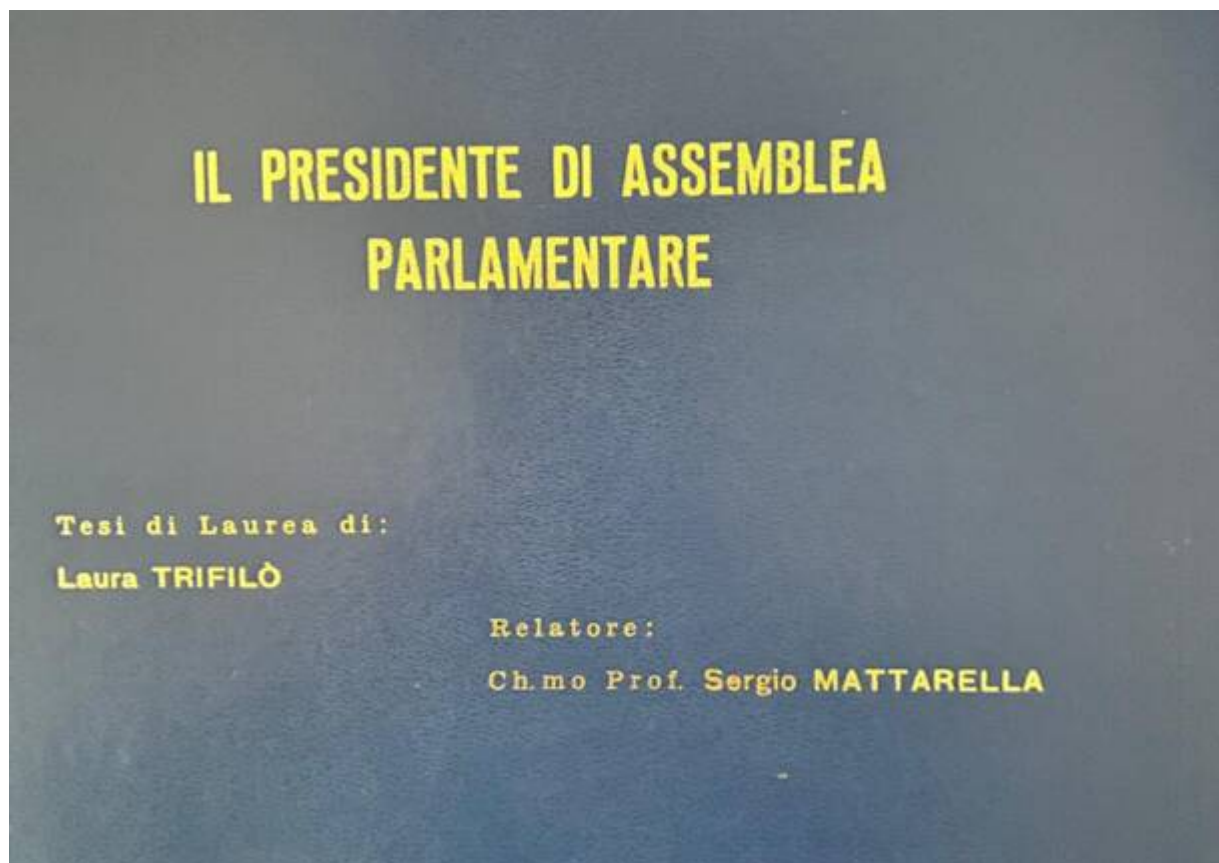 IL PRESIDENTE DI ASSEMBLEA
PARLAMENTARE
Tesi di Laurea di:
Laura TRIFILÒ
Relatore:
Ch.mo Prof. Sergio MATTARELLA